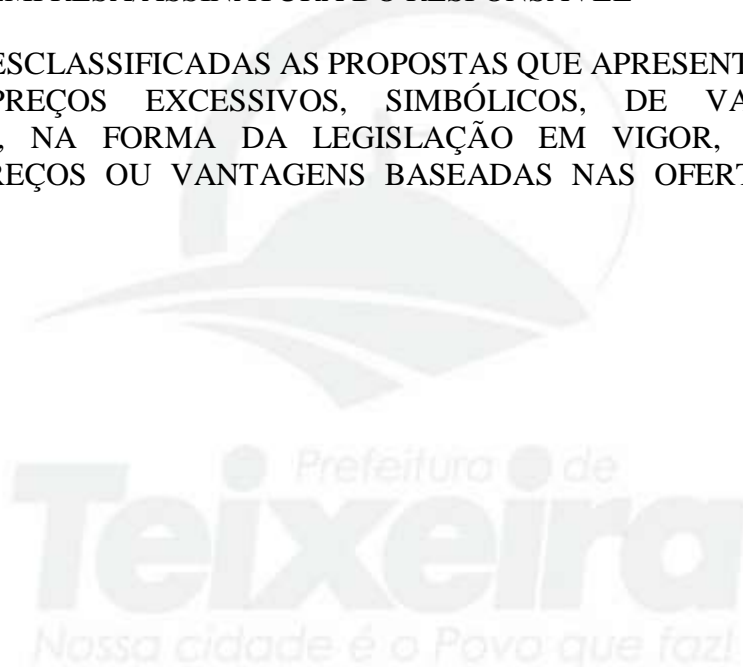 ESCLASSIFICADAS AS PROPOSTAS QUE APRESENT
PREÇOS EXCESSIVOS, SIMBÓLICOS, DE VA
, NA FORMA DA LEGISLAÇÃO EM VIGOR,
REÇOS OU VANTAGENS BASEADAS NAS OFERT
Prefeitura de
Teixeira
Nossa cidade é o Povo que faz!